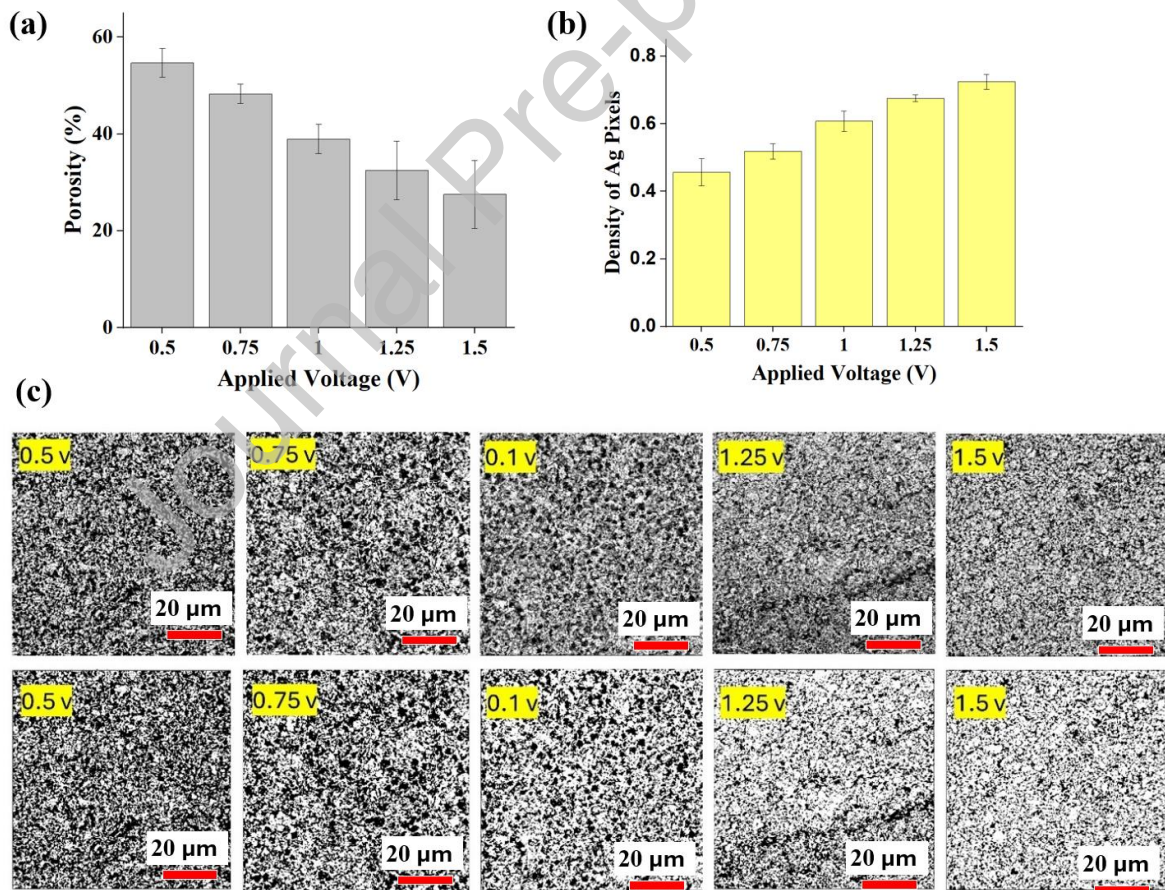 (a)
60
40
20
0
Porosity (%)
0.5 0.75 1 1.25 1.5
Applied Voltage (V)
(b)
0.8
0.6
0.4
0.2
0.0
Density of Ag Pixels
0.5 0.75 1 1.25 1.5
Applied Voltage (V)
Journal Pre-p
(c)
0.5 v 0.75 v 0.1 v 1.25 v 1.5 v
20 µm 20 µm 20 µm 20 µm 20 µm
0.5 v 0.75 v 0.1 v 1.25 v 1.5 v
20 µm 20 µm 20 µm 20 µm 20 µm